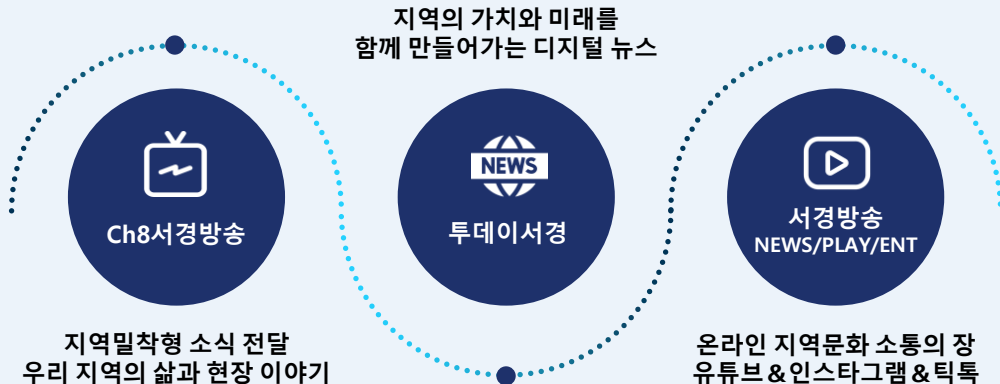 지역의 가치와 미래를
함께 만들어가는 디지털 뉴스
Ch8서경방송
NEWS
투데이서경
서경방송
NEWS/PLAY/ENT
지역밀착형 소식 전달
우리 지역의 삶과 현장 이야기
온라인 지역문화 소통의 장
유튜브&인스타그램&틱톡